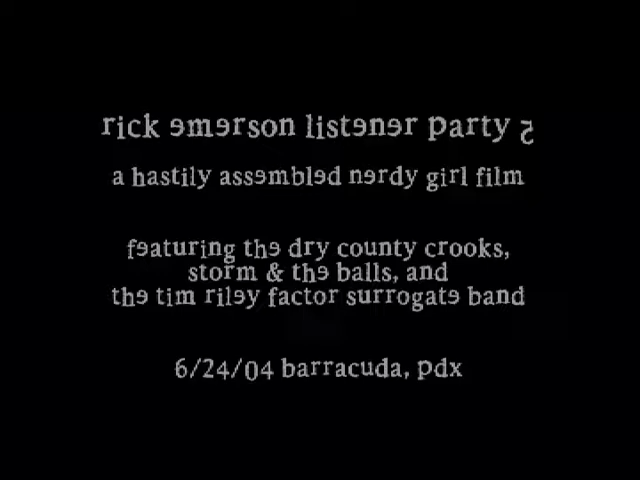 rick emerson listener party 5
a hastily assembled nerdy girl film
featuring the dry county crooks,
storm & the balls, and
the tim riley factor surrogate band
6/24/04 barracuda, pdx